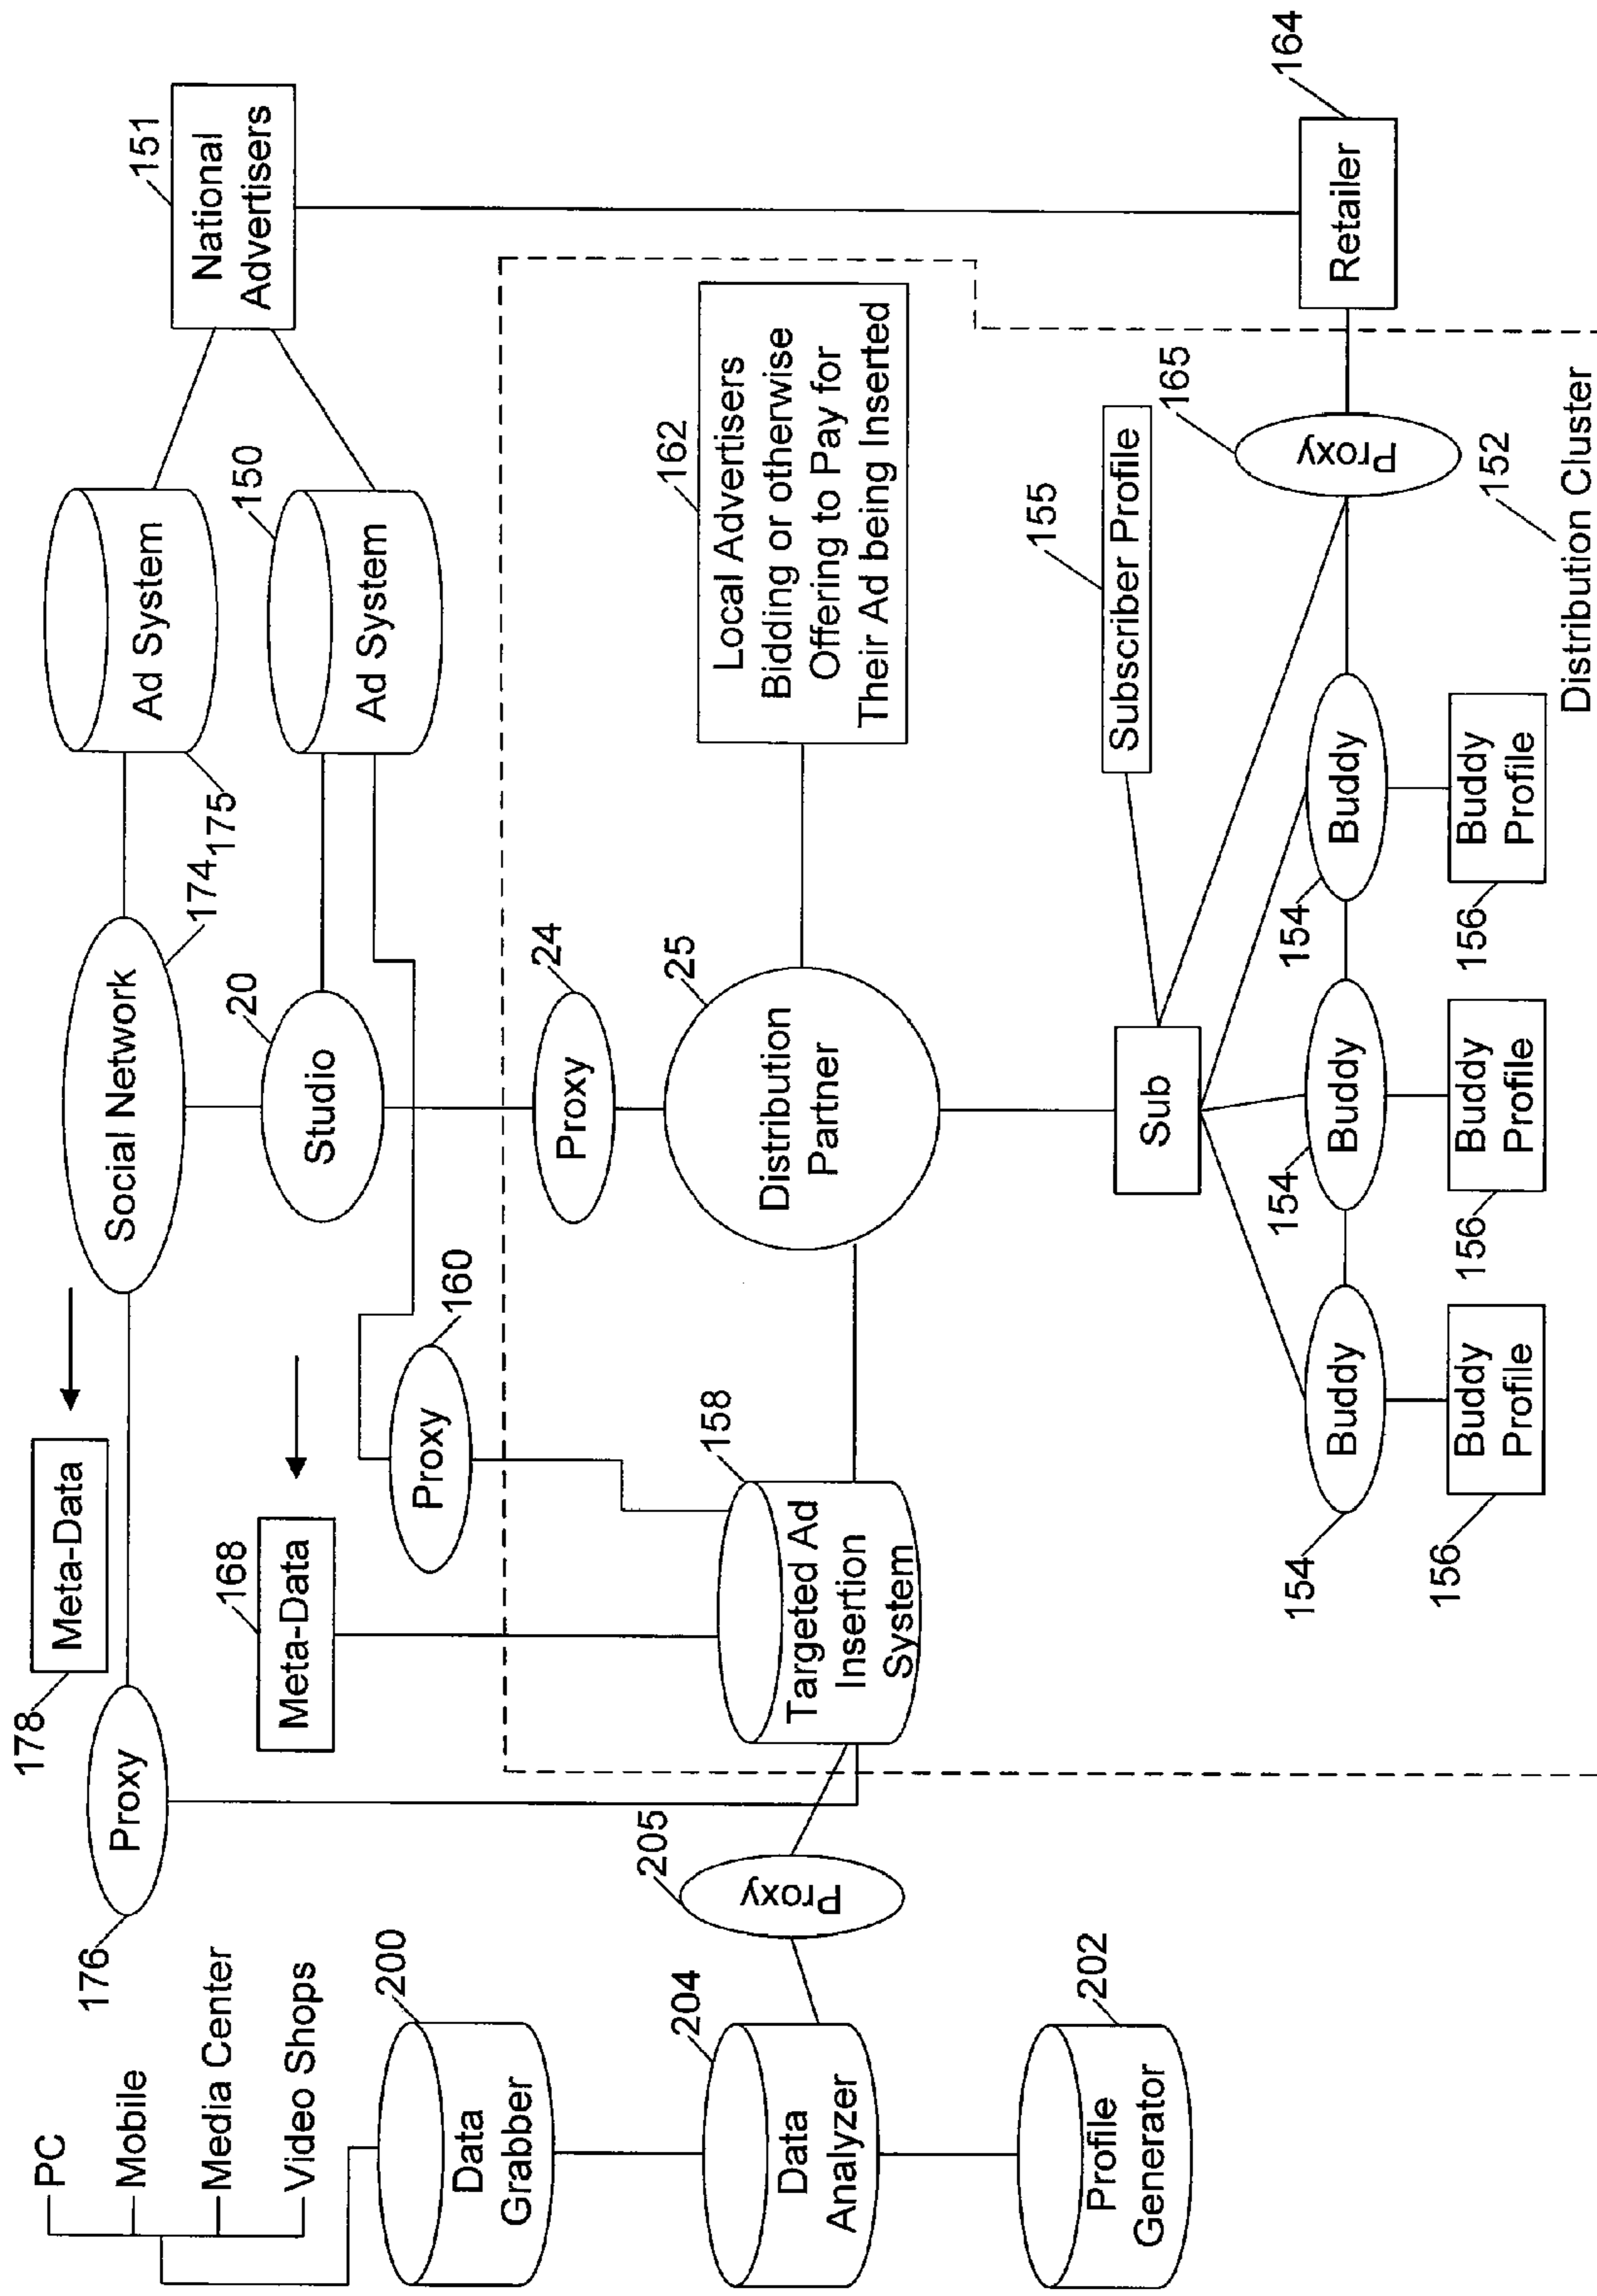 PC
Mobile
Media Center
Video Shops
200
Data
Grabber
204
Data
Analyzer
202
Profile
Generator
176
Proxy
178
Meta-Data
168
Meta-Data
205
Proxy
Proxy
160
158
Targeted Ad
Insertion
System
Social Network
174
175
Ad System
20
Studio
150
Ad System
151
National
Advertisers
24
Proxy
25
Distribution
Partner
162
Local Advertisers
Bidding or otherwise
Offering to Pay for
Their Ad being Inserted
155
Subscriber Profile
Sub
154
Buddy
154
Buddy
154
Buddy
156
Buddy
Profile
156
Buddy
Profile
156
Buddy
Profile
165
Proxy
164
Retailer
152
Distribution Cluster